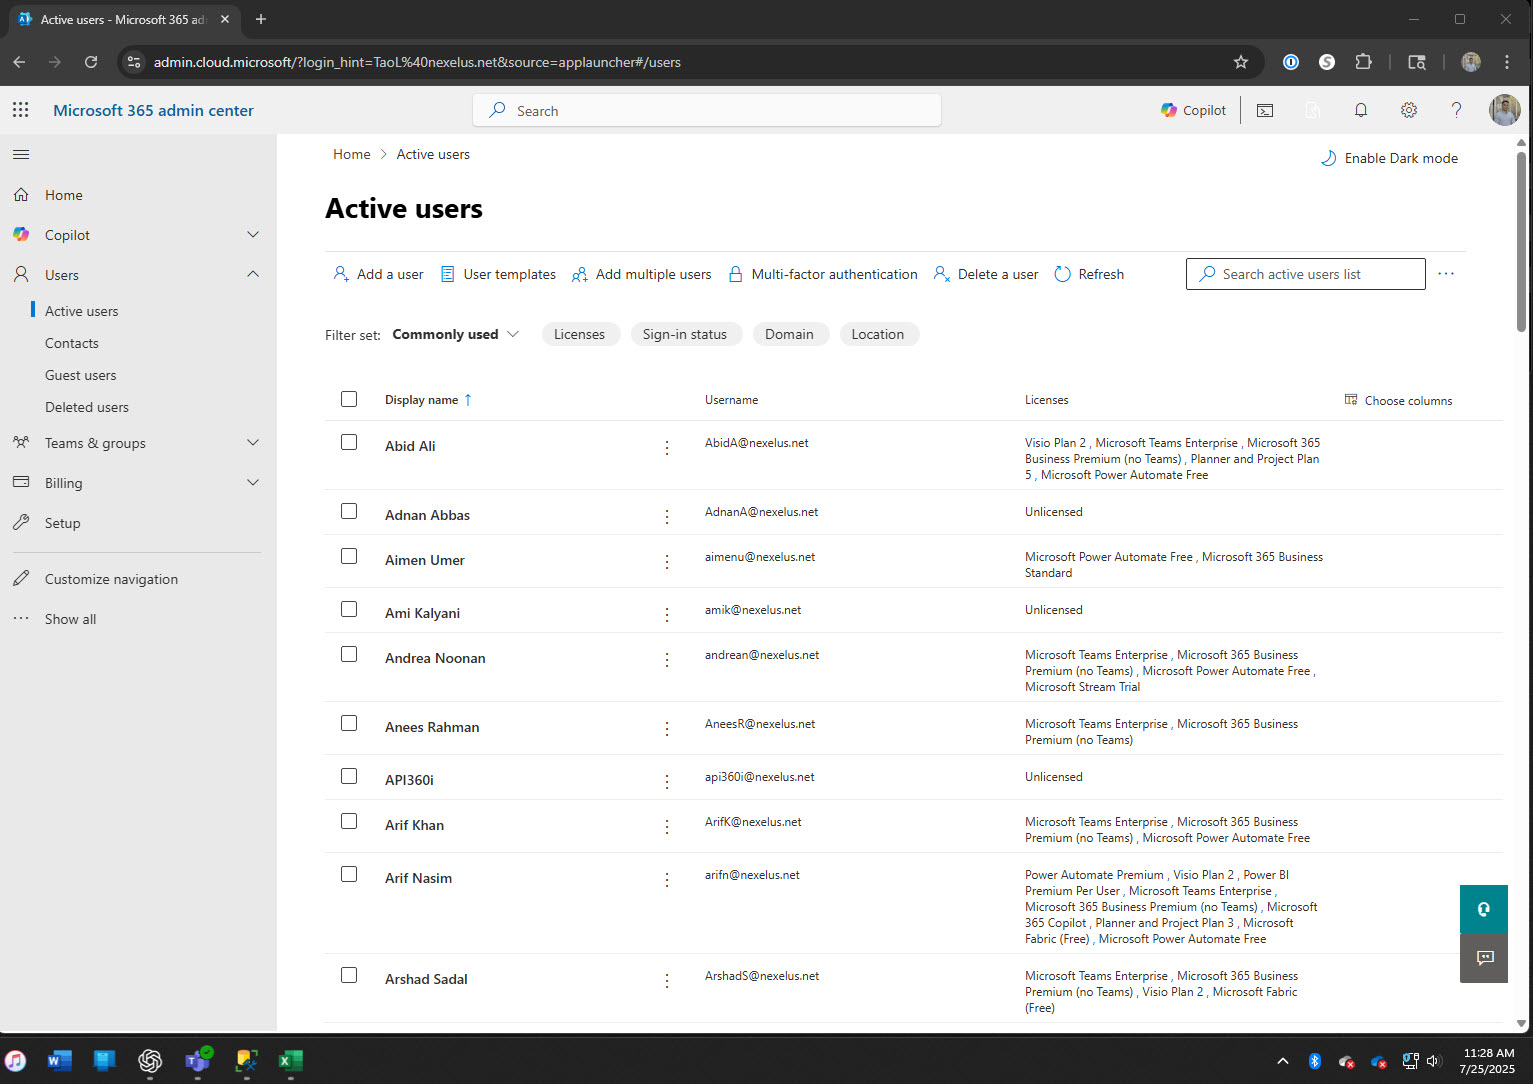 Active users - Microsoft 365 ad
admin.cloud.microsoft/?login_hint=TaoL%40nexelus.net&source=applauncher#/users
Microsoft 365 admin center
Search
Copilot
Home > Active users
Enable Dark mode
Home
Copilot
Users
Active users
Contacts
Guest users
Deleted users
Teams & groups
Billing
Setup
Customize navigation
Show all
Active users
Add a user
User templates
Add multiple users
Multi-factor authentication
Delete a user
Refresh
Search active users list
Filter set: Commonly used
Licenses
Sign-in status
Domain
Location
Display name ↑
Username
Licenses
Choose columns
Abid Ali
AbidA@nexelus.net
Visio Plan 2 , Microsoft Teams Enterprise , Microsoft 365
Business Premium (no Teams) , Planner and Project Plan
5 , Microsoft Power Automate Free
Adnan Abbas
AdnanA@nexelus.net
Unlicensed
Aimen Umer
aimenu@nexelus.net
Microsoft Power Automate Free , Microsoft 365 Business
Standard
Ami Kalyani
amik@nexelus.net
Unlicensed
Andrea Noonan
andrean@nexelus.net
Microsoft Teams Enterprise , Microsoft 365 Business
Premium (no Teams) , Microsoft Power Automate Free ,
Microsoft Stream Trial
Anees Rahman
AneesR@nexelus.net
Microsoft Teams Enterprise , Microsoft 365 Business
Premium (no Teams)
API360i
api360i@nexelus.net
Unlicensed
Arif Khan
ArifK@nexelus.net
Microsoft Teams Enterprise , Microsoft 365 Business
Premium (no Teams) , Microsoft Power Automate Free
Arif Nasim
arifn@nexelus.net
Power Automate Premium , Visio Plan 2 , Power BI
Premium Per User , Microsoft Teams Enterprise ,
Microsoft 365 Business Premium (no Teams) , Microsoft
365 Copilot , Planner and Project Plan 3 , Microsoft
Fabric (Free) , Microsoft Power Automate Free
Arshad Sadal
ArshadS@nexelus.net
Microsoft Teams Enterprise , Microsoft 365 Business
Premium (no Teams) , Visio Plan 2 , Microsoft Fabric
(Free)
11:28 AM
7/25/2025